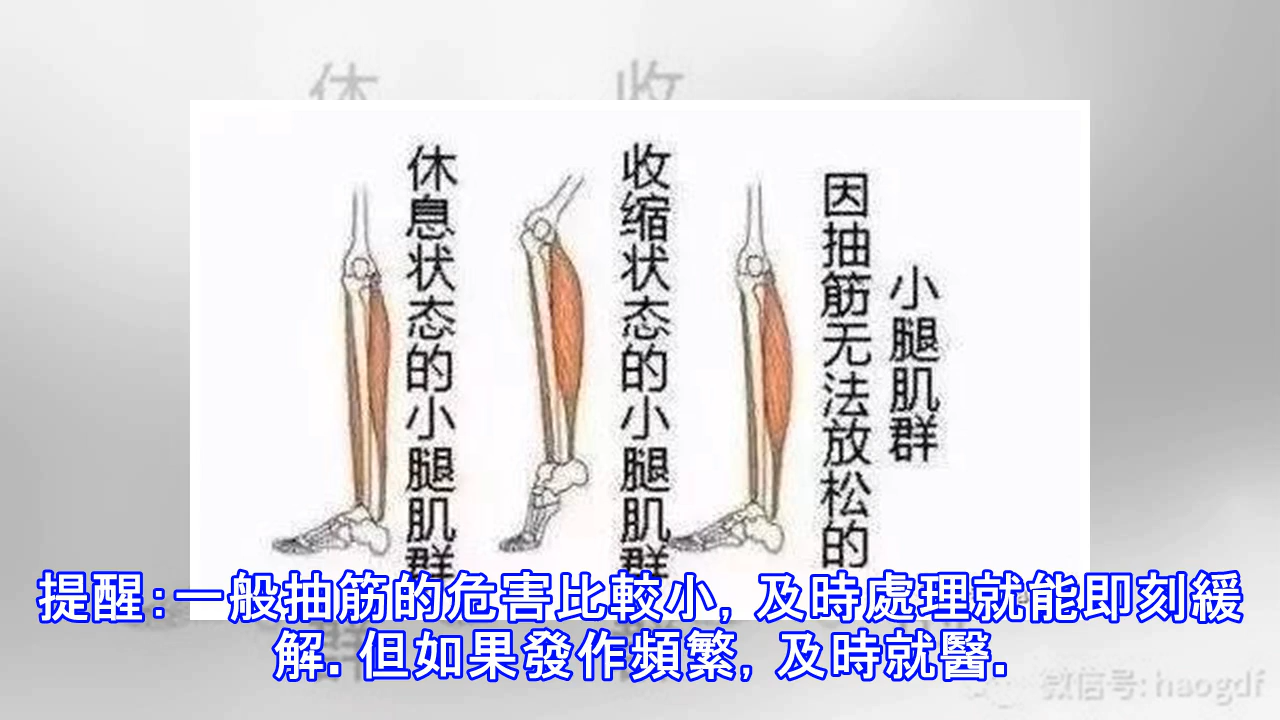 休息状态的小腿肌群
收缩状态的小腿肌群
因抽筋无法放松的
小腿肌群
提醒:一般抽筋的危害比較小,及時處理就能即刻緩
解.但如果發作頻繁,及時就醫.
微信号: haogdf
休
收